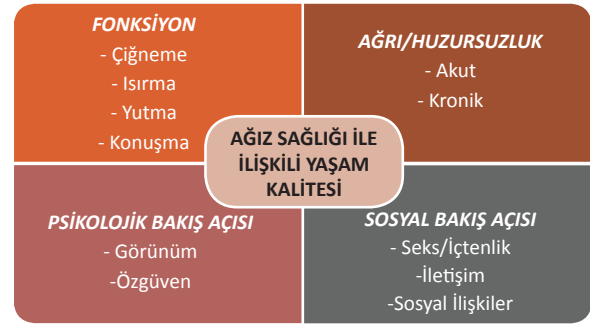 FONKSİYON
- Çiğneme
- Isırma
- Yutma
- Konuşma
AĞRI/HUZURSUZLUK
- Akut
- Kronik
AĞIZ SAĞLIĞI İLE
İLİŞKİLİ YAŞAM
KALİTESİ
PSİKOLOJİK BAKIŞ AÇISI
- Görünüm
-Özgüven
SOSYAL BAKIŞ AÇISI
- Seks/İçtenlik
-İletişim
-Sosyal İlişkiler